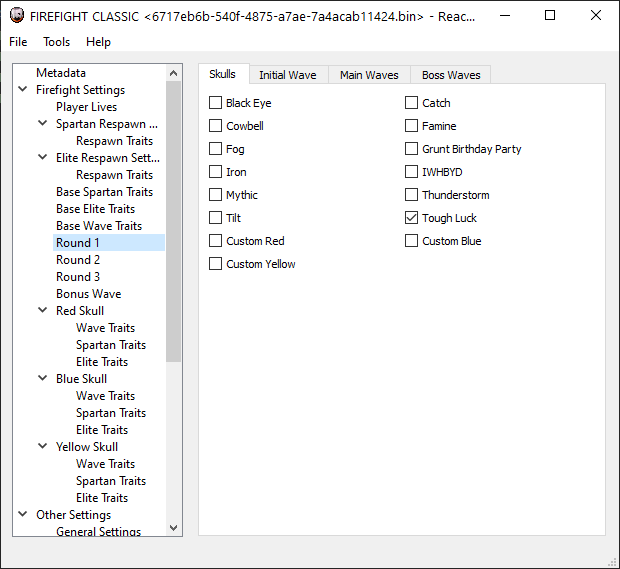 FIREFIGHT CLASSIC <6717eb6b-540f-4875-a7ae-7a4acab11424.bin> - Reac...
File Tools Help
Metadata
Firefight Settings
Player Lives
Spartan Respawn ...
Respawn Traits
Elite Respawn Sett...
Respawn Traits
Base Spartan Traits
Base Elite Traits
Base Wave Traits
Round 1
Round 2
Round 3
Bonus Wave
Red Skull
Wave Traits
Spartan Traits
Elite Traits
Blue Skull
Wave Traits
Spartan Traits
Elite Traits
Yellow Skull
Wave Traits
Spartan Traits
Elite Traits
Other Settings
General Settings
Skulls Initial Wave Main Waves Boss Waves
Black Eye Catch
Cowbell Famine
Fog Grunt Birthday Party
Iron IWHBYD
Mythic Thunderstorm
Tilt Tough Luck
Custom Red Custom Blue
Custom Yellow